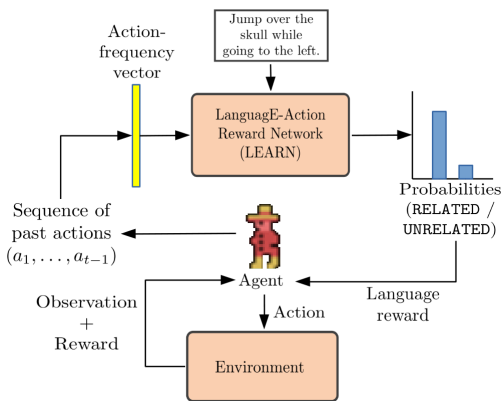 Action-
frequency
vector
Jump over the
skull while
going to the left.
LanguagE-Action
Reward Network
(LEARN)
Probabilities
(RELATED /
UNRELATED)
Sequence of
past actions
(a₁, . . . , aₜ₋₁)
Agent
Language
reward
Observation
+
Reward
Action
Environment